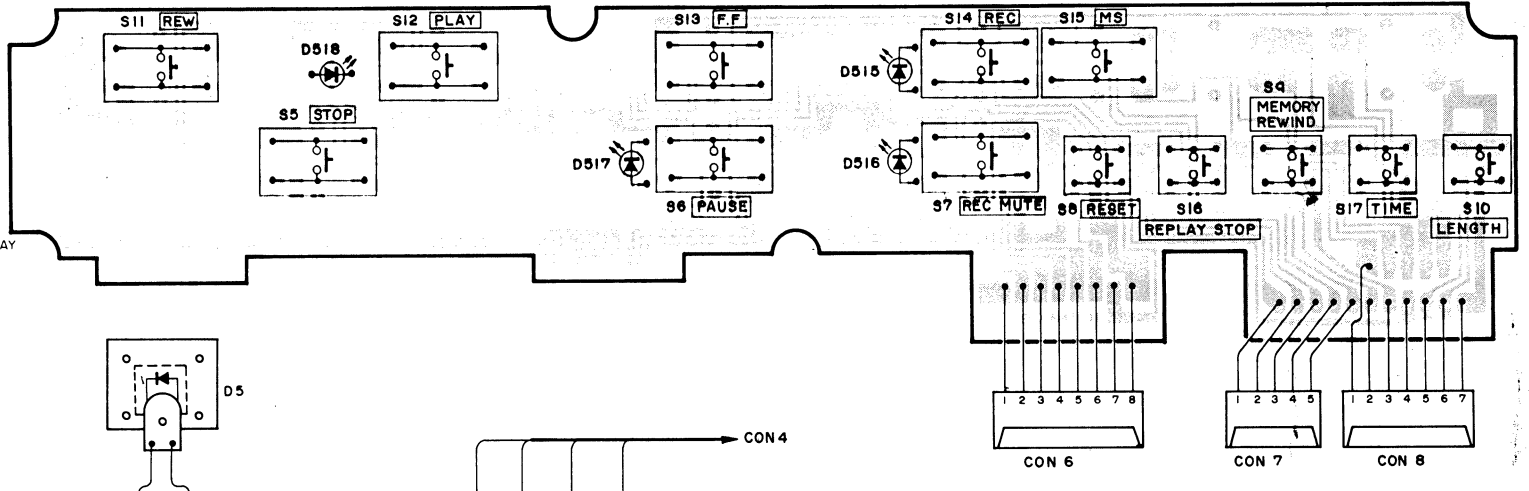 S11 REW
S12 PLAY
S13 F.F
S14 REC
S15 MS
D518
D515
S5 STOP
S9
MEMORY
REWIND
D517
D516
S6 PAUSE
S7 REC MUTE
S8 RESET
S16
REPLAY STOP
S17 TIME
S10
LENGTH
AY
D5
1 2 3 4 5 6 7 8
1 2 3 4 5
1 2 3 4 5 6 7
CON 4
CON 6
CON 7
CON 8